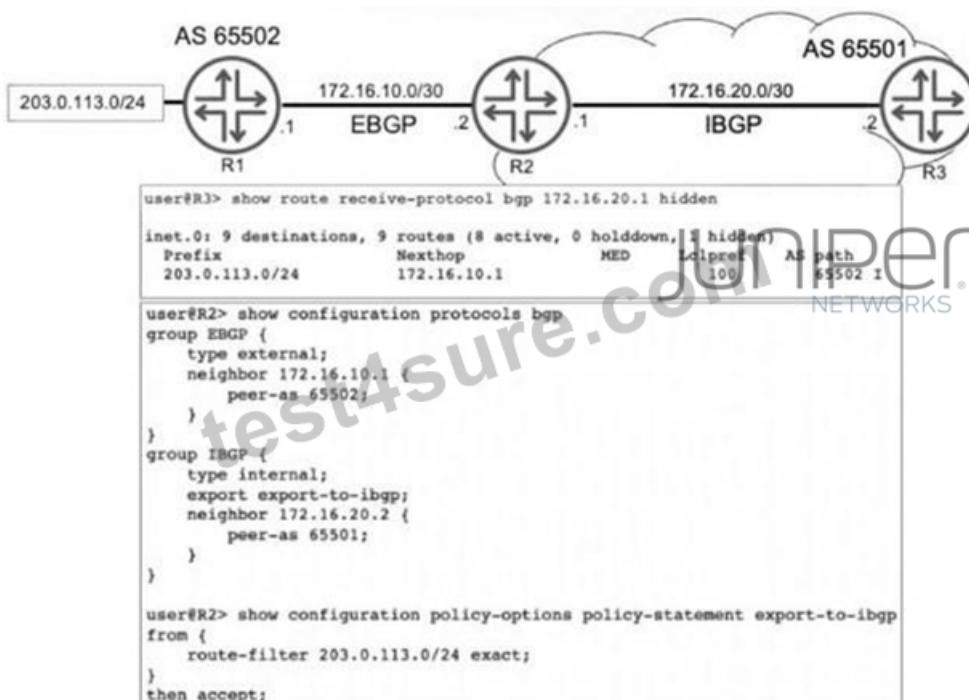 AS 65502
AS 65501
203.0.113.0/24
172.16.10.0/30
172.16.20.0/30
.1
EBGP
.2
.1
IBGP
.2
R1
R2
R3
user@R3> show route receive-protocol bgp 172.16.20.1 hidden
inet.0: 9 destinations, 9 routes (8 active, 0 holddown, 1 hidden)
Prefix Nexthop MED Lclpref AS path
203.0.113.0/24 172.16.10.1 100 65502 I
JUNIPEr
NETWORKS
user@R2> show configuration protocols bgp
group EBGP {
type external;
neighbor 172.16.10.1 {
peer-as 65502;
}
}
group IBGP {
type internal;
export export-to-ibgp;
neighbor 172.16.20.2 {
peer-as 65501;
}
}
user@R2> show configuration policy-options policy-statement export-to-ibgp
from {
route-filter 203.0.113.0/24 exact;
}
then accept;
test4sure.com